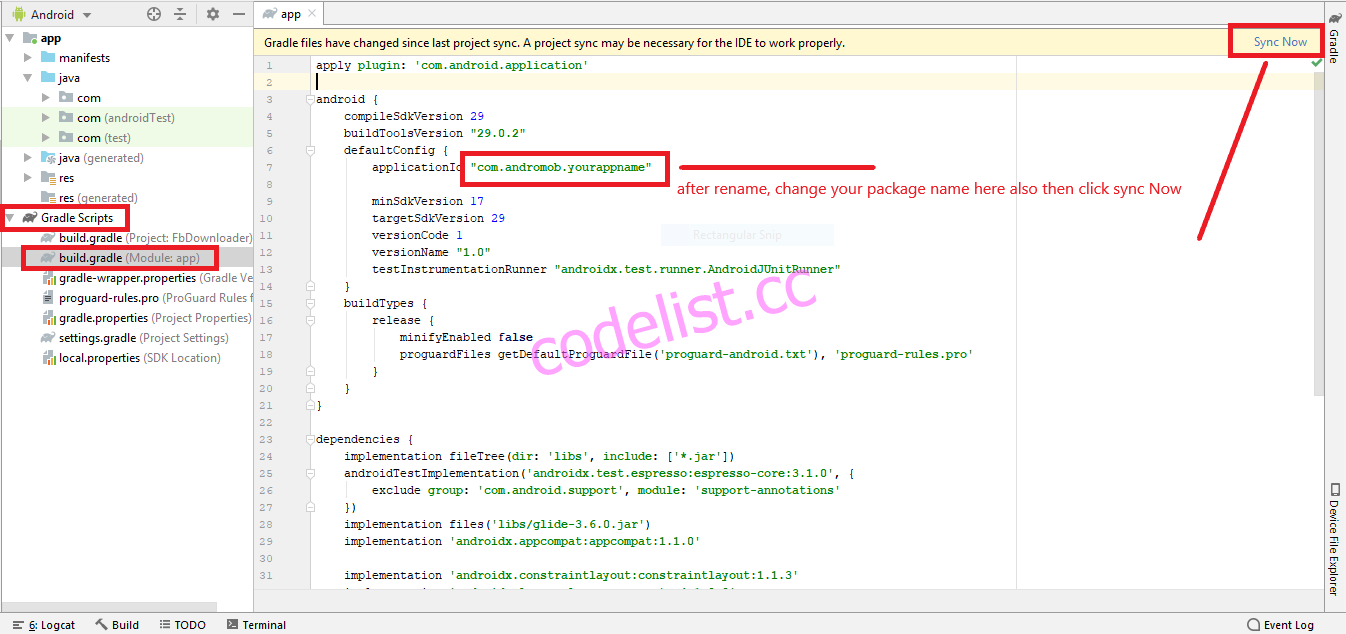 Android
app
Gradle files have changed since last project sync. A project sync may be necessary for the IDE to work properly.
Sync Now
app
manifests
java
com
com (androidTest)
com (test)
java (generated)
res
res (generated)
Gradle Scripts
build.gradle (Project: FbDownloader)
build.gradle (Module: app)
gradle-wrapper.properties (Gradle Ve
proguard-rules.pro (ProGuard Rules f
gradle.properties (Project Properties)
settings.gradle (Project Settings)
local.properties (SDK Location)
1 apply plugin: 'com.android.application'
2
3 android {
4 compileSdkVersion 29
5 buildToolsVersion "29.0.2"
6 defaultConfig {
7 applicationId "com.andromob.yourappname"
after rename, change your package name here also then click sync Now
8
9 minSdkVersion 17
10 targetSdkVersion 29
11 versionCode 1
Rectangular Snip
12 versionName "1.0"
13 testInstrumentationRunner "androidx.test.runner.AndroidJUnitRunner"
14 }
15 buildTypes {
16 release {
17 minifyEnabled false
18 proguardFiles getDefaultProguardFile('proguard-android.txt'), 'proguard-rules.pro'
19 }
20 }
21 }
22
23 dependencies {
24 implementation fileTree(dir: 'libs', include: ['*.jar'])
25 androidTestImplementation('androidx.test.espresso:espresso-core:3.1.0', {
26 exclude group: 'com.android.support', module: 'support-annotations'
27 })
28 implementation files('libs/glide-3.6.0.jar')
29 implementation 'androidx.appcompat:appcompat:1.1.0'
30
31 implementation 'androidx.constraintlayout:constraintlayout:1.1.3'
codelist.cc
Gradle
Device File Explorer
6: Logcat
Build
TODO
Terminal
Event Log